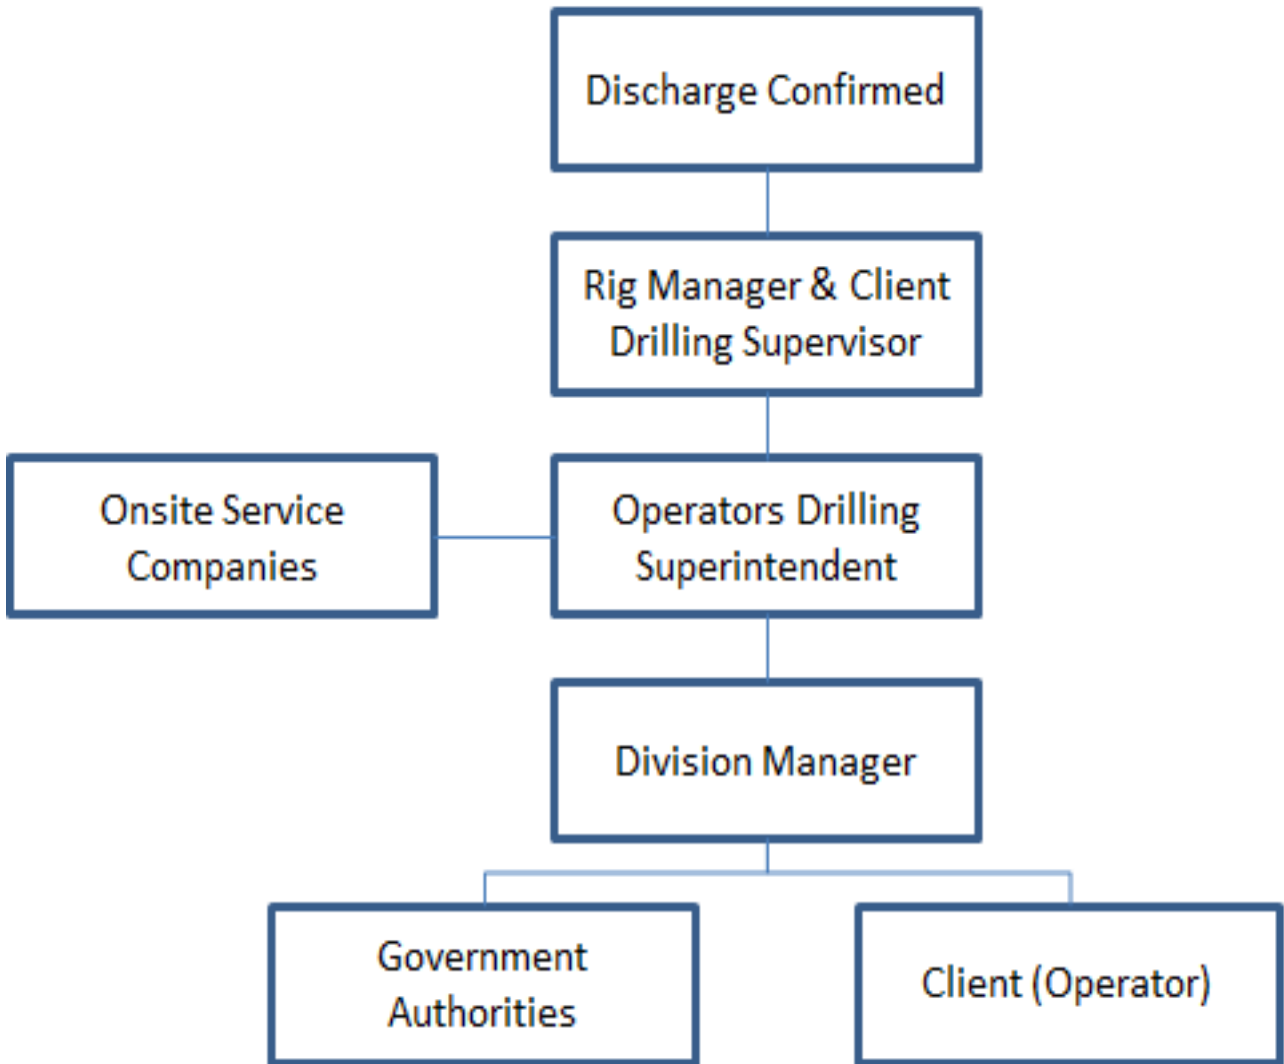 Discharge Confirmed
Rig Manager & Client
Drilling Supervisor
Onsite Service
Companies
Operators Drilling
Superintendent
Division Manager
Government
Authorities
Client (Operator)